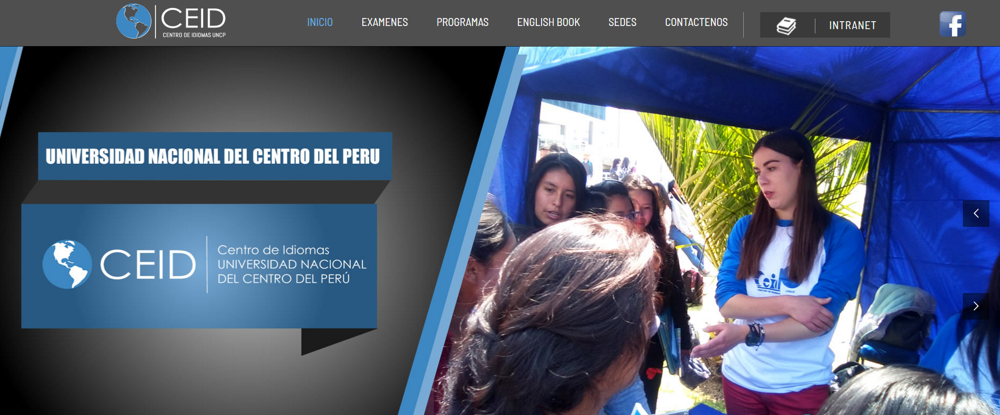 CEID
CENTRO DE IDIOMAS UNCP
INICIO
EXAMENES
PROGRAMAS
ENGLISH BOOK
SEDES
CONTACTENOS
INTRANET
f
UNIVERSIDAD NACIONAL DEL CENTRO DEL PERU
CEID
Centro de Idiomas
UNIVERSIDAD NACIONAL
DEL CENTRO DEL PERÚ
Ceid
CENTRO DE IDIOMAS UNCP